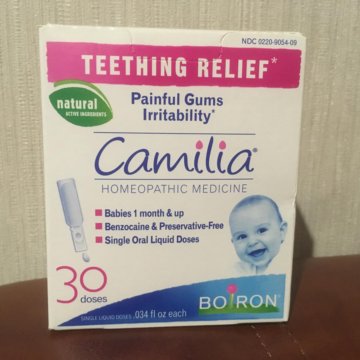 NDC 0220-9054-09
TEETHING RELIEF*
natural
ACTIVE INGREDIENTS
Painful Gums
Irritability*
Camilia®
HOMEOPATHIC MEDICINE
Babies 1 month & up
Benzocaine & Preservative-Free
Single Oral Liquid Doses
30
doses
BOIRON
SINGLE LIQUID DOSES .034 fl oz each